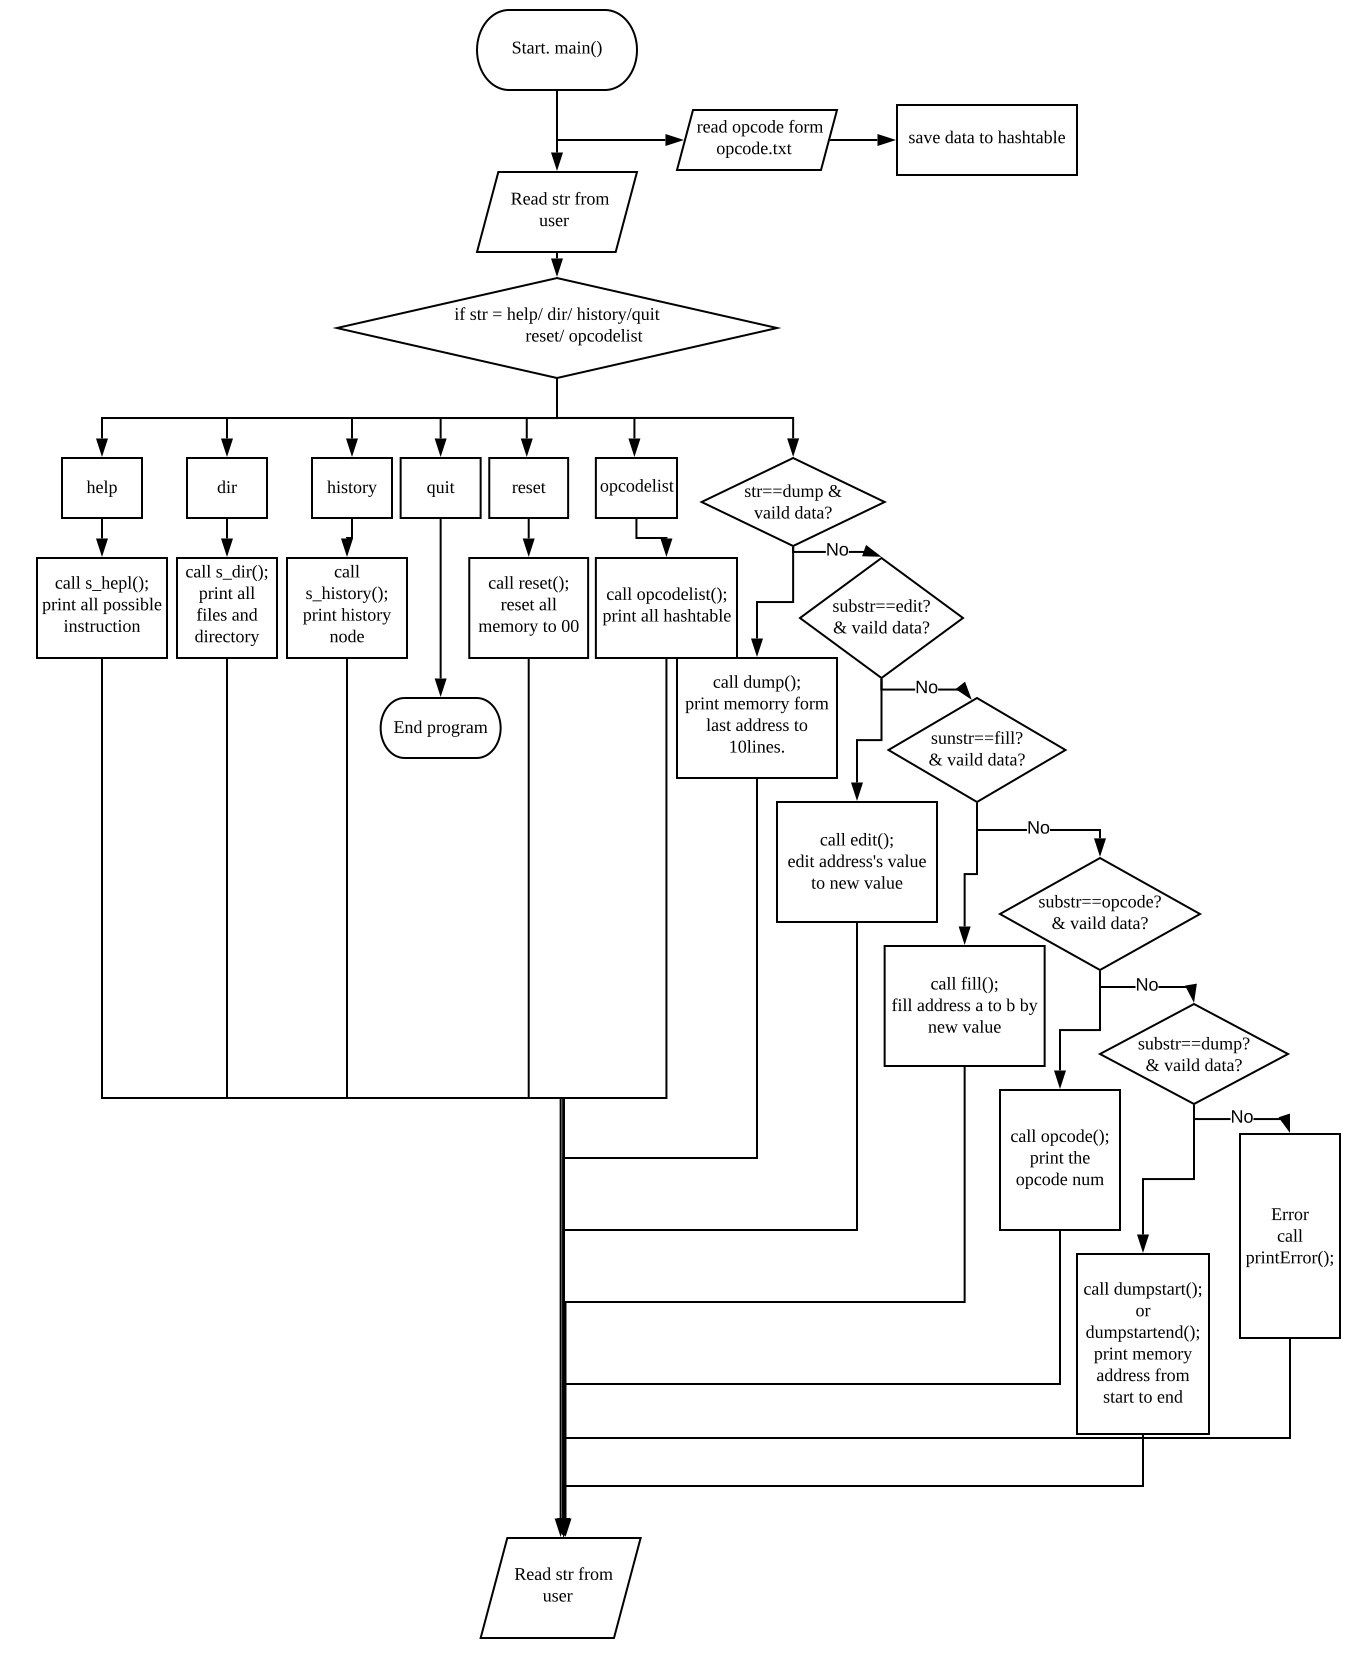 Start. main()
read opcode form
opcode.txt
save data to hashtable
Read str from
user
if str = help/ dir/ history/quit
reset/ opcodelist
help
dir
history
quit
reset
opcodelist
str==dump &
vaild data?
No
call s_hepl();
print all possible
instruction
call s_dir();
print all
files and
directory
call
s_history();
print history
node
call reset();
reset all
memory to 00
call opcodelist();
print all hashtable
substr==edit?
& vaild data?
No
End program
call dump();
print memorry form
last address to
10lines.
sunstr==fill?
& vaild data?
No
call edit();
edit address's value
to new value
substr==opcode?
& vaild data?
No
call fill();
fill address a to b by
new value
substr==dump?
& vaild data?
No
call opcode();
print the
opcode num
Error
call
printError();
call dumpstart();
or
dumpstartend();
print memory
address from
start to end
Read str from
user